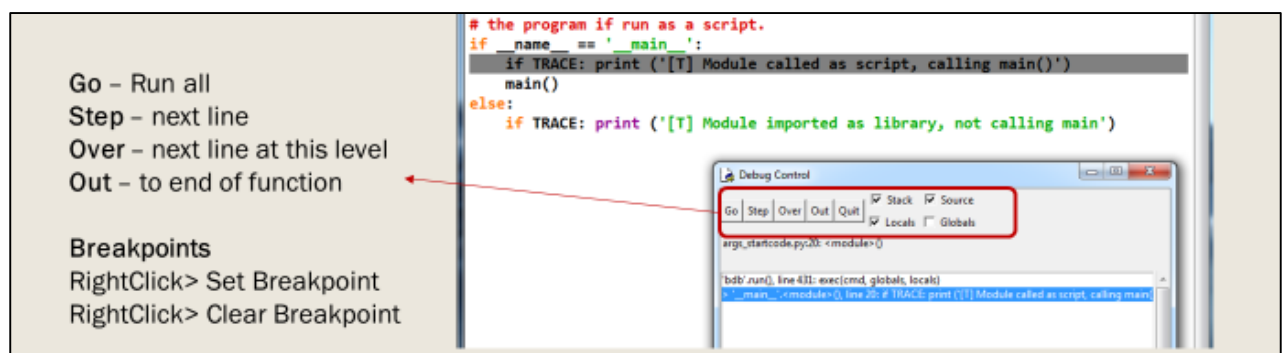 Go – Run all
Step – next line
Over – next line at this level
Out – to end of function
Breakpoints
RightClick> Set Breakpoint
RightClick> Clear Breakpoint
# the program if run as a script.
if __name__ == '__main__':
if TRACE: print ('[T] Module called as script, calling main()')
main()
else:
if TRACE: print ('[T] Module imported as library, not calling main')
Debug Control
Go Step Over Out Quit Stack Source
Locals Globals
args_startcode.py:20: <module>()
'bdb'.run(), line 431: exec(cmd, globals, locals)
> '__main__'.<module>(), line 20: if TRACE: print ('[T] Module called as script, calling main(